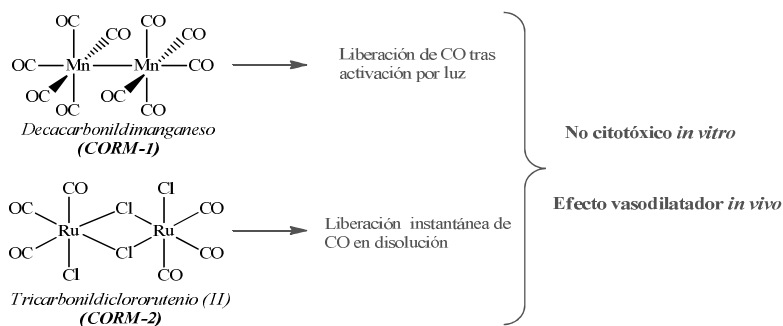 OC CO
CO CO
OC Mn Mn CO
OC CO
OC CO
Decacarbonildimanganeso
(CORM-1)
Liberación de CO tras
activación por luz
CO Cl
OC Cl CO
Ru Ru
OC Cl CO
Cl CO
Tricarbonildiclororutenio (II)
(CORM-2)
Liberación instantánea de
CO en disolución
No citotóxico in vitro
Efecto vasodilatador in vivo